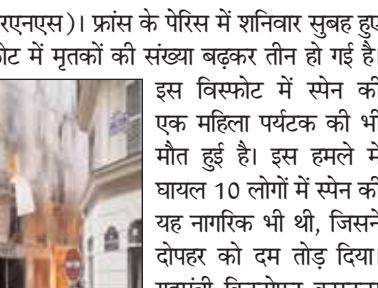 रएनएस)। फ्रांस के पेरिस में शनिवार सुबह हुए
में मृतकों की संख्या बढ़कर तीन हो गई है।
इस विस्फोट में स्पेन की
एक महिला पर्यटक की भी
मौत हुई है। इस हमले में
घायल 10 लोगों में स्पेन की
यह नागरिक भी थी, जिसने
दोपहर को दम तोड़ दिया।